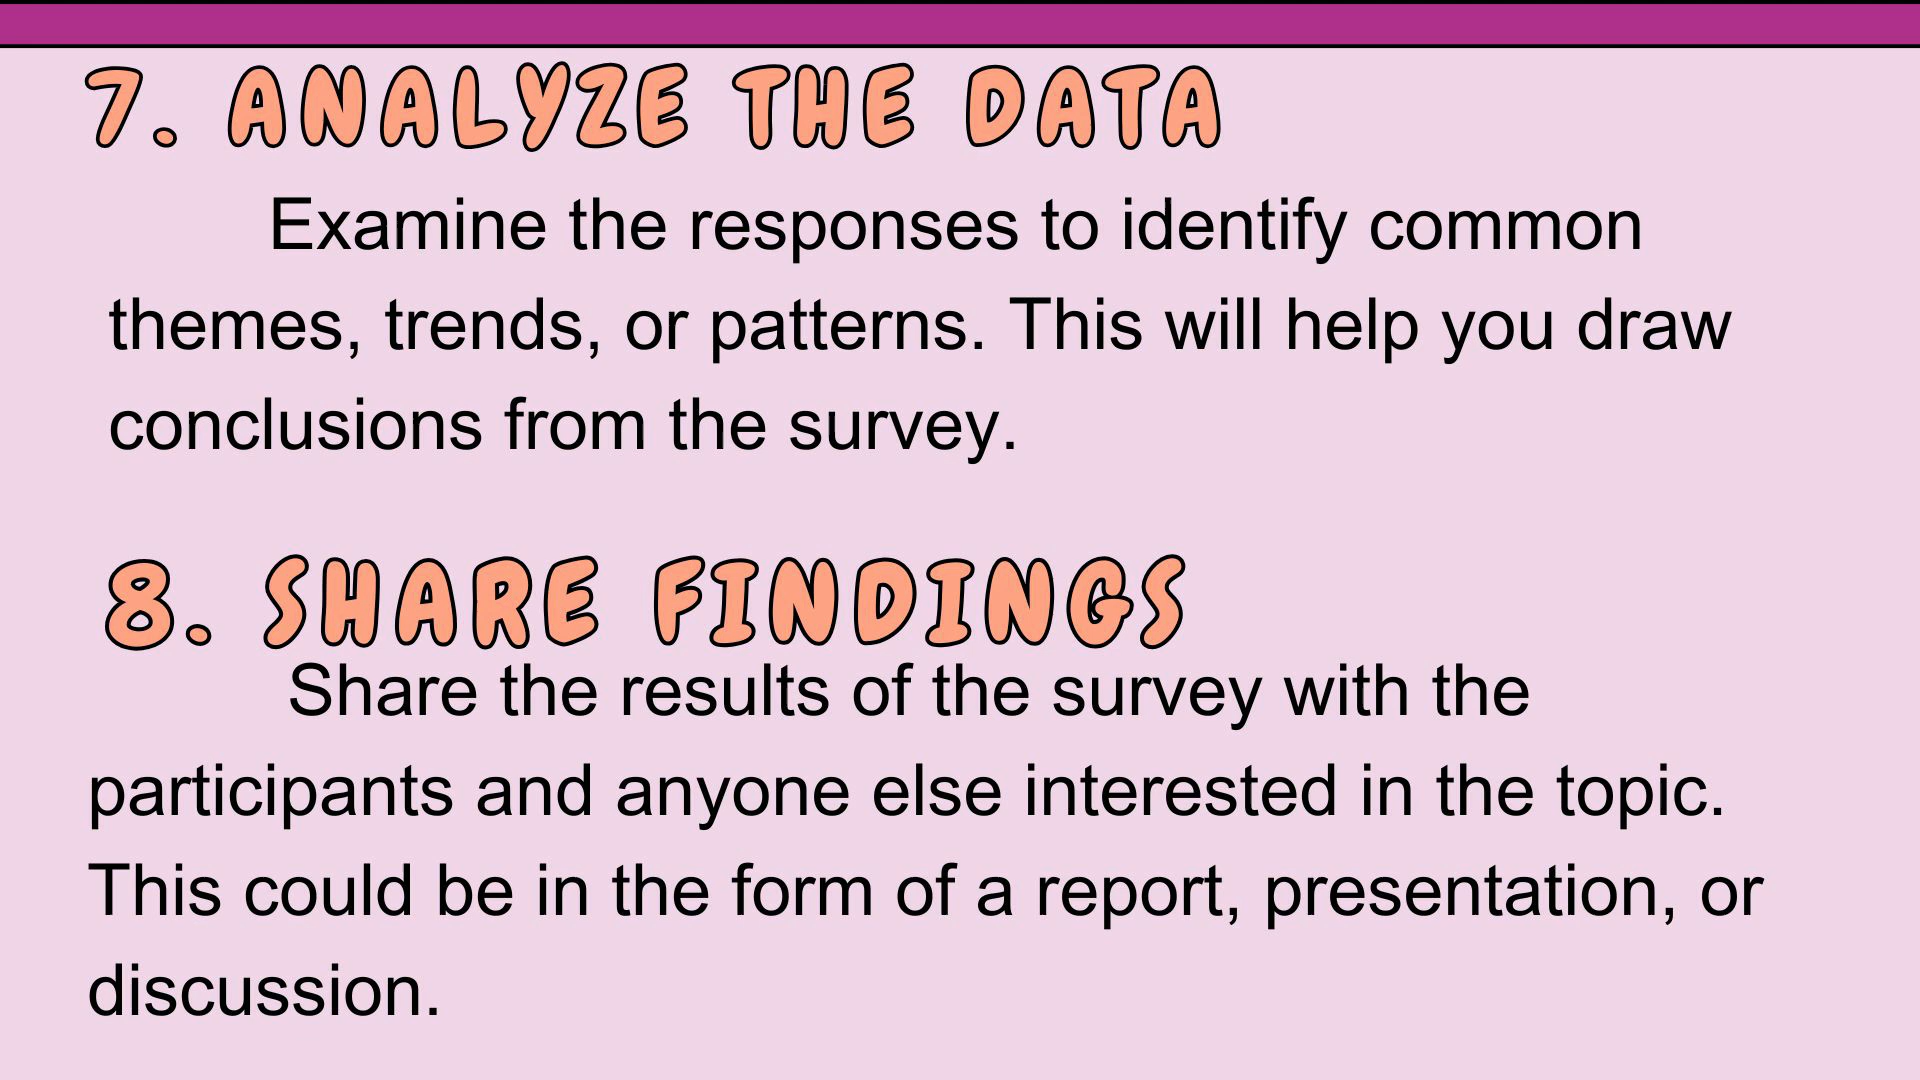 7. ANALYZE THE DATA
Examine the responses to identify common
themes, trends, or patterns. This will help you draw
conclusions from the survey.
8. SHARE FINDINGS
Share the results of the survey with the
participants and anyone else interested in the topic.
This could be in the form of a report, presentation, or
discussion.